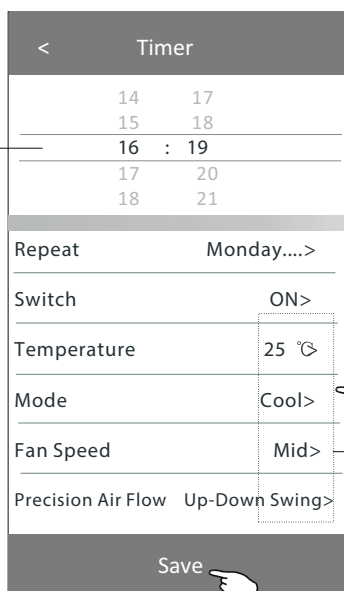 < Timer
14 17
15 18
16 : 19
17 20
18 21
Repeat Monday....>
Switch ON>
Temperature 25 ℃>
Mode Cool>
Fan Speed Mid>
Precision Air Flow Up-Down Swing>
Save